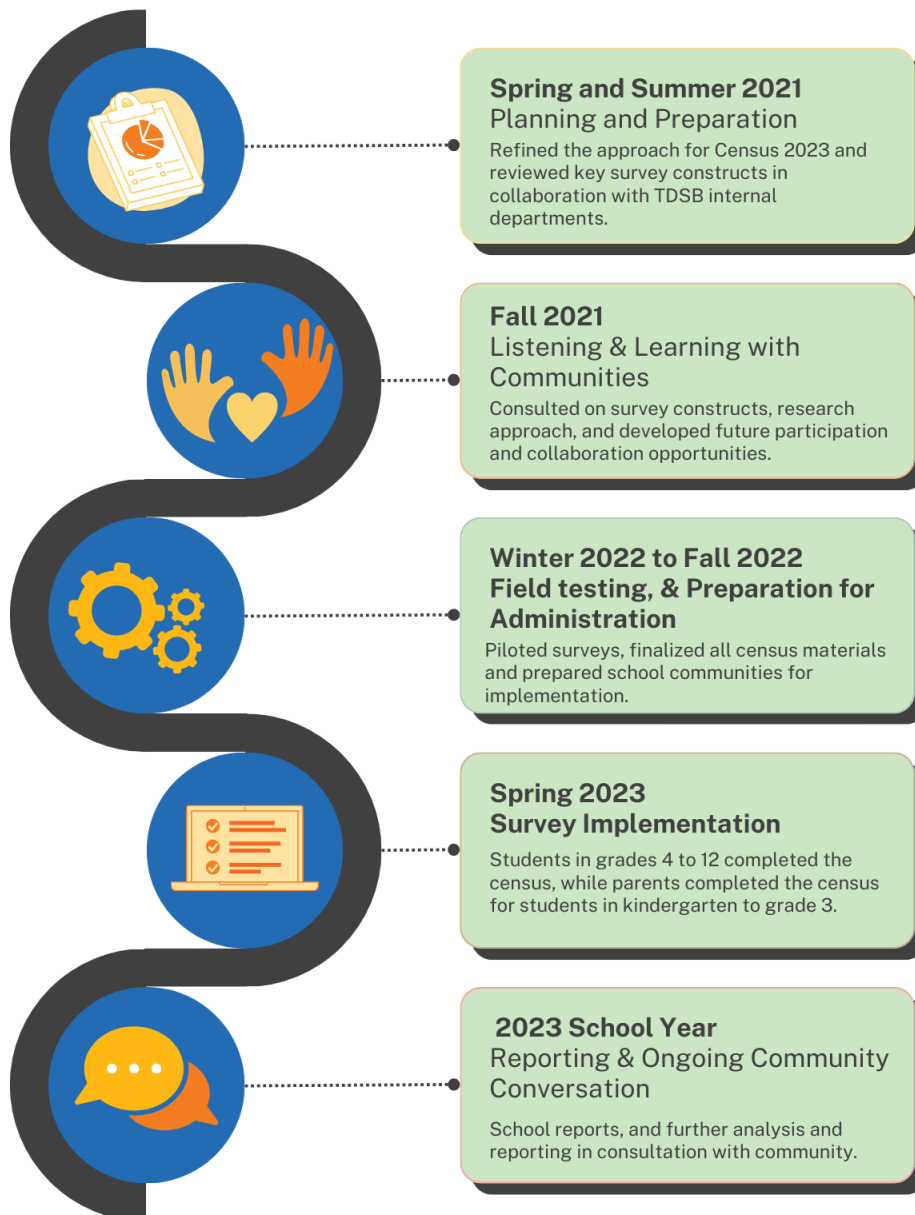 Spring and Summer 2021
Planning and Preparation
Refined the approach for Census 2023 and
reviewed key survey constructs in
collaboration with TDSB internal
departments.
Fall 2021
Listening & Learning with
Communities
Consulted on survey constructs, research
approach, and developed future participation
and collaboration opportunities.
Winter 2022 to Fall 2022
Field testing, & Preparation for
Administration
Piloted surveys, finalized all census materials
and prepared school communities for
implementation.
Spring 2023
Survey Implementation
Students in grades 4 to 12 completed the
census, while parents completed the census
for students in kindergarten to grade 3.
2023 School Year
Reporting & Ongoing Community
Conversation
School reports, and further analysis and
reporting in consultation with community.